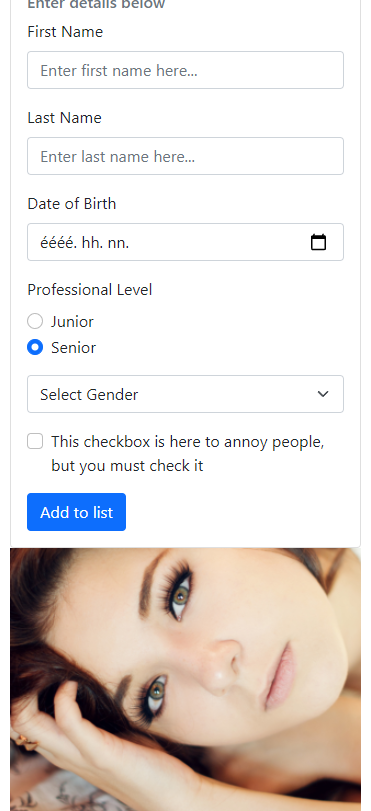 Enter details below
First Name
Enter first name here...
Last Name
Enter last name here...
Date of Birth
éééé. hh. nn.
Professional Level
Junior
Senior
Select Gender
This checkbox is here to annoy people,
but you must check it
Add to list